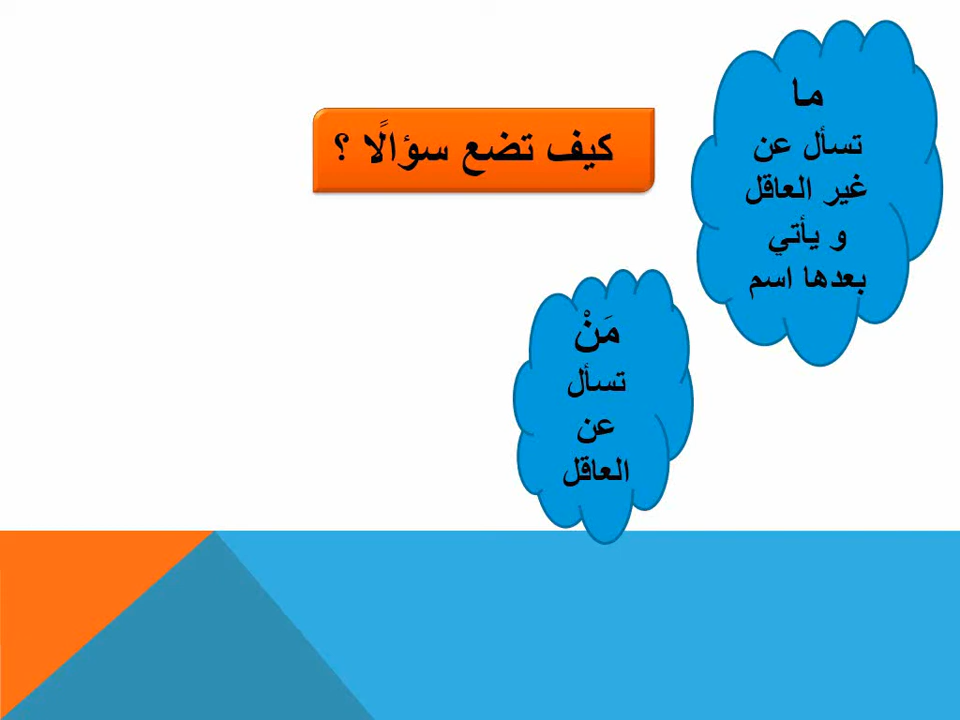 كيف تضع سؤالًا ؟
ما
تسأل عن
غير العاقل
و يأتي
بعدها اسم
مَنْ
تسأل
عن
العاقل